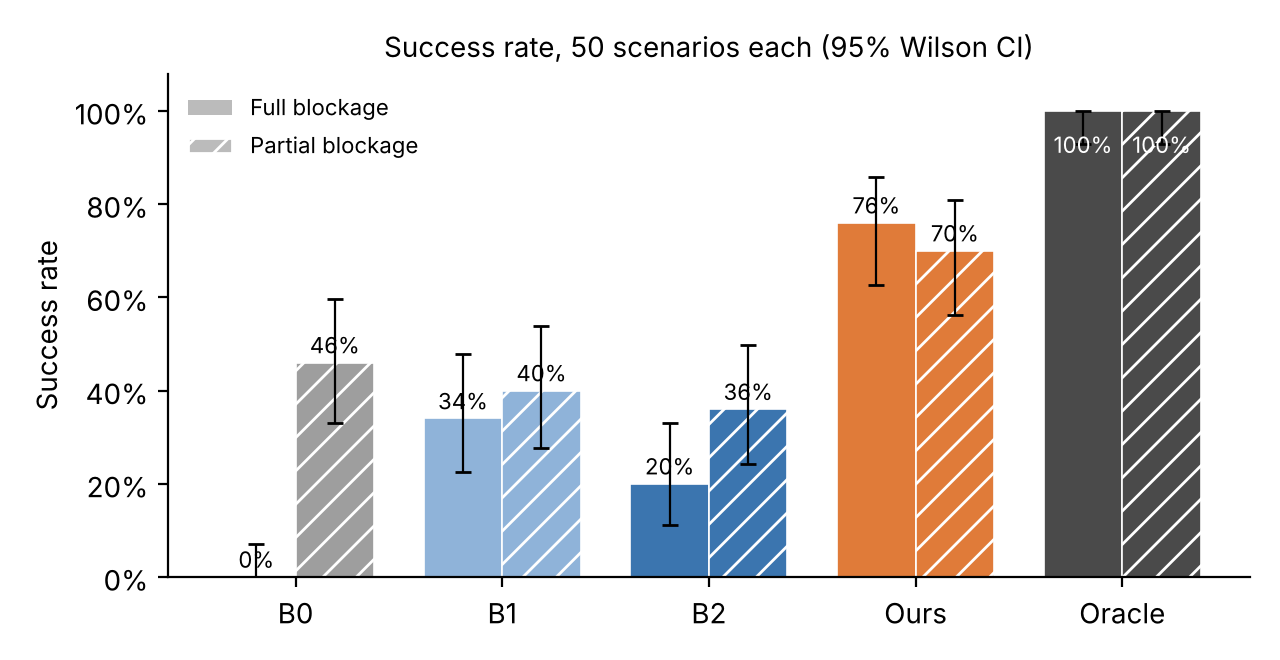 Success rate, 50 scenarios each (95% Wilson CI)
Success rate
100%
80%
60%
40%
20%
0%
Full blockage
Partial blockage
0%
46%
34%
40%
20%
36%
76%
70%
100%
100%
B0
B1
B2
Ours
Oracle